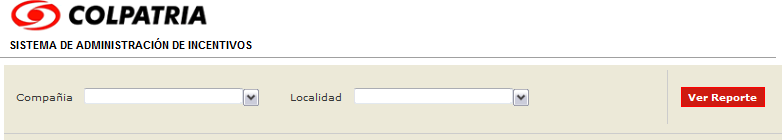 COLPATRIA
SISTEMA DE ADMINISTRACIÓN DE INCENTIVOS
Compañia Localidad Ver Reporte